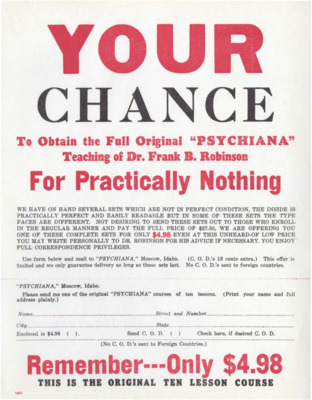 YOUR
CHANCE
To Obtain the Full Original "PSYCHIANA"
Teaching of Dr. Frank B. Robinson
For Practically Nothing
WE HAVE ON HAND SEVERAL SETS WHICH ARE NOT IN PERFECT CONDITION, THE INSIDE IS
PRACTICALLY PERFECT AND EASILY READABLE BUT IN SOME OF THESE SETS THE TYPE
FACES ARE DIFFERENT. NOT DESIRING TO SEND THESE SETS OUT TO THOSE WHO ENROLL
IN THE REGULAR MANNER AND PAY THE FULL PRICE OF $27.00, WE ARE OFFERING YOU
ONE OF THESE COMPLETE SETS FOR ONLY $4.98 EVEN AT THIS UNHEARD-OF LOW PRICE
YOU MAY WRITE PERSONALLY TO DR. ROBINSON FOR HIS ADVICE IF NECESSARY. YOU ENJOY
FULL CORRESPONDENCE PRIVILEGES.
Use form below and mail to "PSYCHIANA," Moscow, Idaho. (C. O. D.'s 15 cents extra.) This offer is
limited and we only guarantee delivery as long as these sets last. No C. O. D.'s sent to foreign countries.
"PSYCHIANA," Moscow, Idaho.
Please send me one of the original "PSYCHIANA" courses of ten lessons. (Print your name and full
address plainly.)
Name Street and Number
City State
Enclosed is $4.98 ( ). Send C. O. D. ( ) Check here, if desired C. O. D.
(No C. O. D.'s sent to Foreign Countries.)
Remember---Only $4.98
THIS IS THE ORIGINAL TEN LESSON COURSE